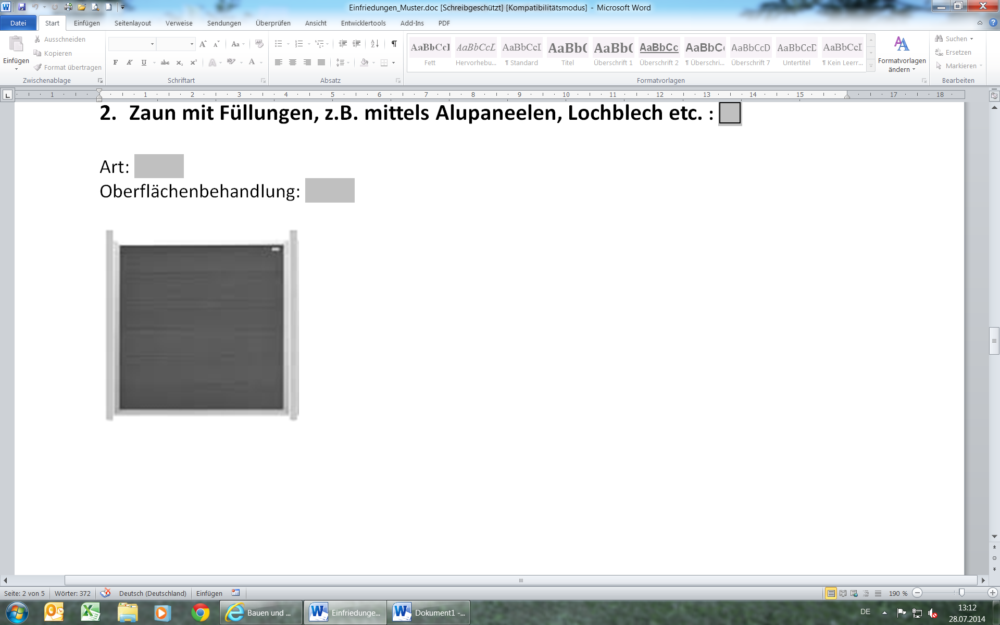 Einfriedungen_Muster.doc [Schreibgeschützt] [Kompatibilitätsmodus] - Microsoft Word
Datei Start Einfügen Seitenlayout Verweise Sendungen Überprüfen Ansicht Entwicklertools Add-Ins PDF
Einfügen
Ausschneiden
Kopieren
Format übertragen
Zwischenablage
F K U abc x₂ x² Aa A
Schriftart
Absatz
AaBbCcI AaBbCcL AaBbCcI AaBb( AaBb( AaBbCc AaBbC AaBbCcD AaBbCcD AaBbCcI
Fett Hervorhebu... ¶ Standard Titel Überschrift 1 Überschrift 2 ¶ Überschri... Überschrift 7 Untertitel ¶ Kein Leerr...
Formatvorlagen
Formatvorlagen ändern
Suchen
Ersetzen
Markieren
Bearbeiten
1 1 2 3 4 5 6 7 8 9 10 11 12 13 14 15 17 18
2. Zaun mit Füllungen, z.B. mittels Alupaneelen, Lochblech etc. :
Art:
Oberflächenbehandlung:
Seite: 2 von 5 Wörter: 372 Deutsch (Deutschland) Einfügen 190 %
Bauen und ... Einfriedunge... Dokument1 -...
DE
13:12
28.07.2014